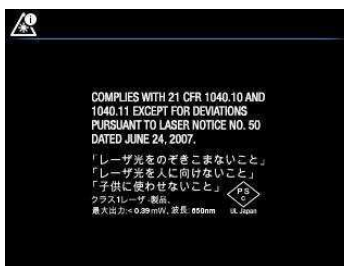 COMPLIES WITH 21 CFR 1040.10 AND
1040.11 EXCEPT FOR DEVIATIONS
PURSUANT TO LASER NOTICE NO. 50
DATED JUNE 24, 2007.
「レーザ光をのぞきこまないこと」
「レーザ光を人に向けないこと」
「子供に使わせないこと」
クラス1レーザ 製品、
最大出力:< 0.39 mW, 波長: 650nm
PS
C
UL Japan